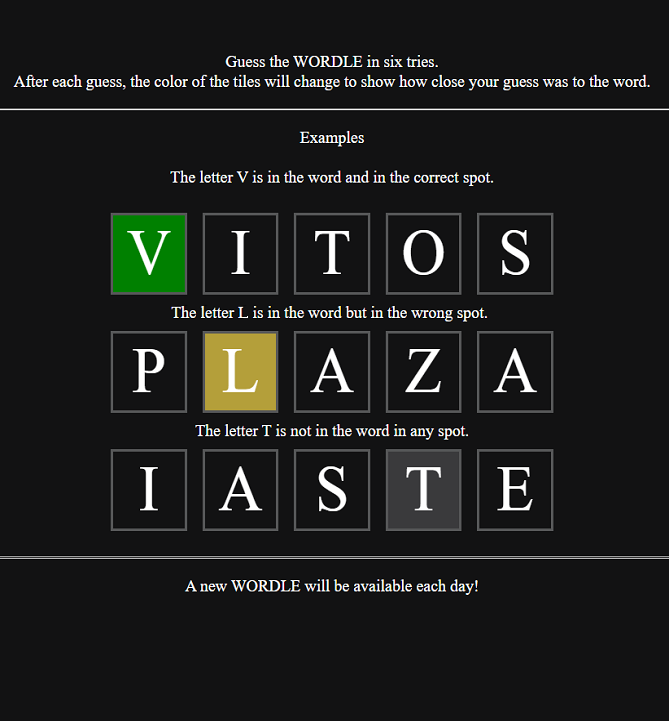 Guess the WORDLE in six tries.
After each guess, the color of the tiles will change to show how close your guess was to the word.
Examples
The letter V is in the word and in the correct spot.
V I T O S
The letter L is in the word but in the wrong spot.
P L A Z A
The letter T is not in the word in any spot.
I A S T E
A new WORDLE will be available each day!